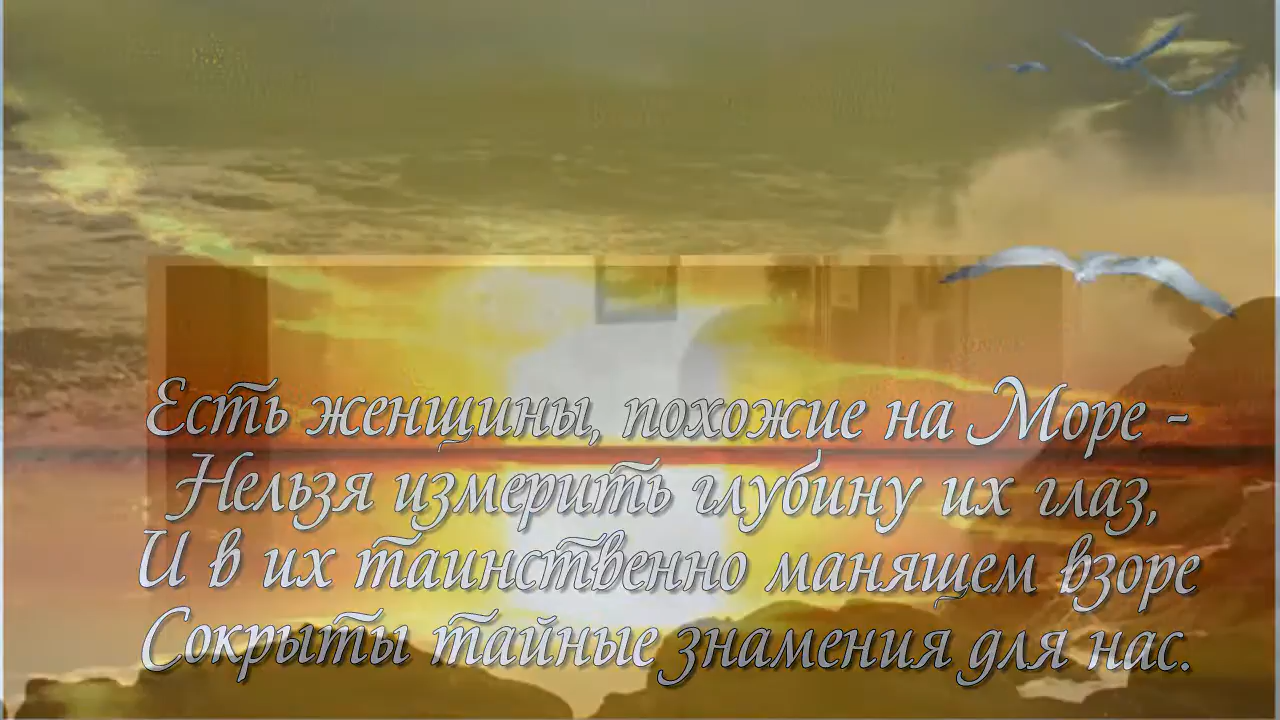 Есть женщины, похожие на Море -
Нельзя измерить глубину их глаз,
И в их таинственно манящем взоре
Сокрыты тайные знамения для нас.